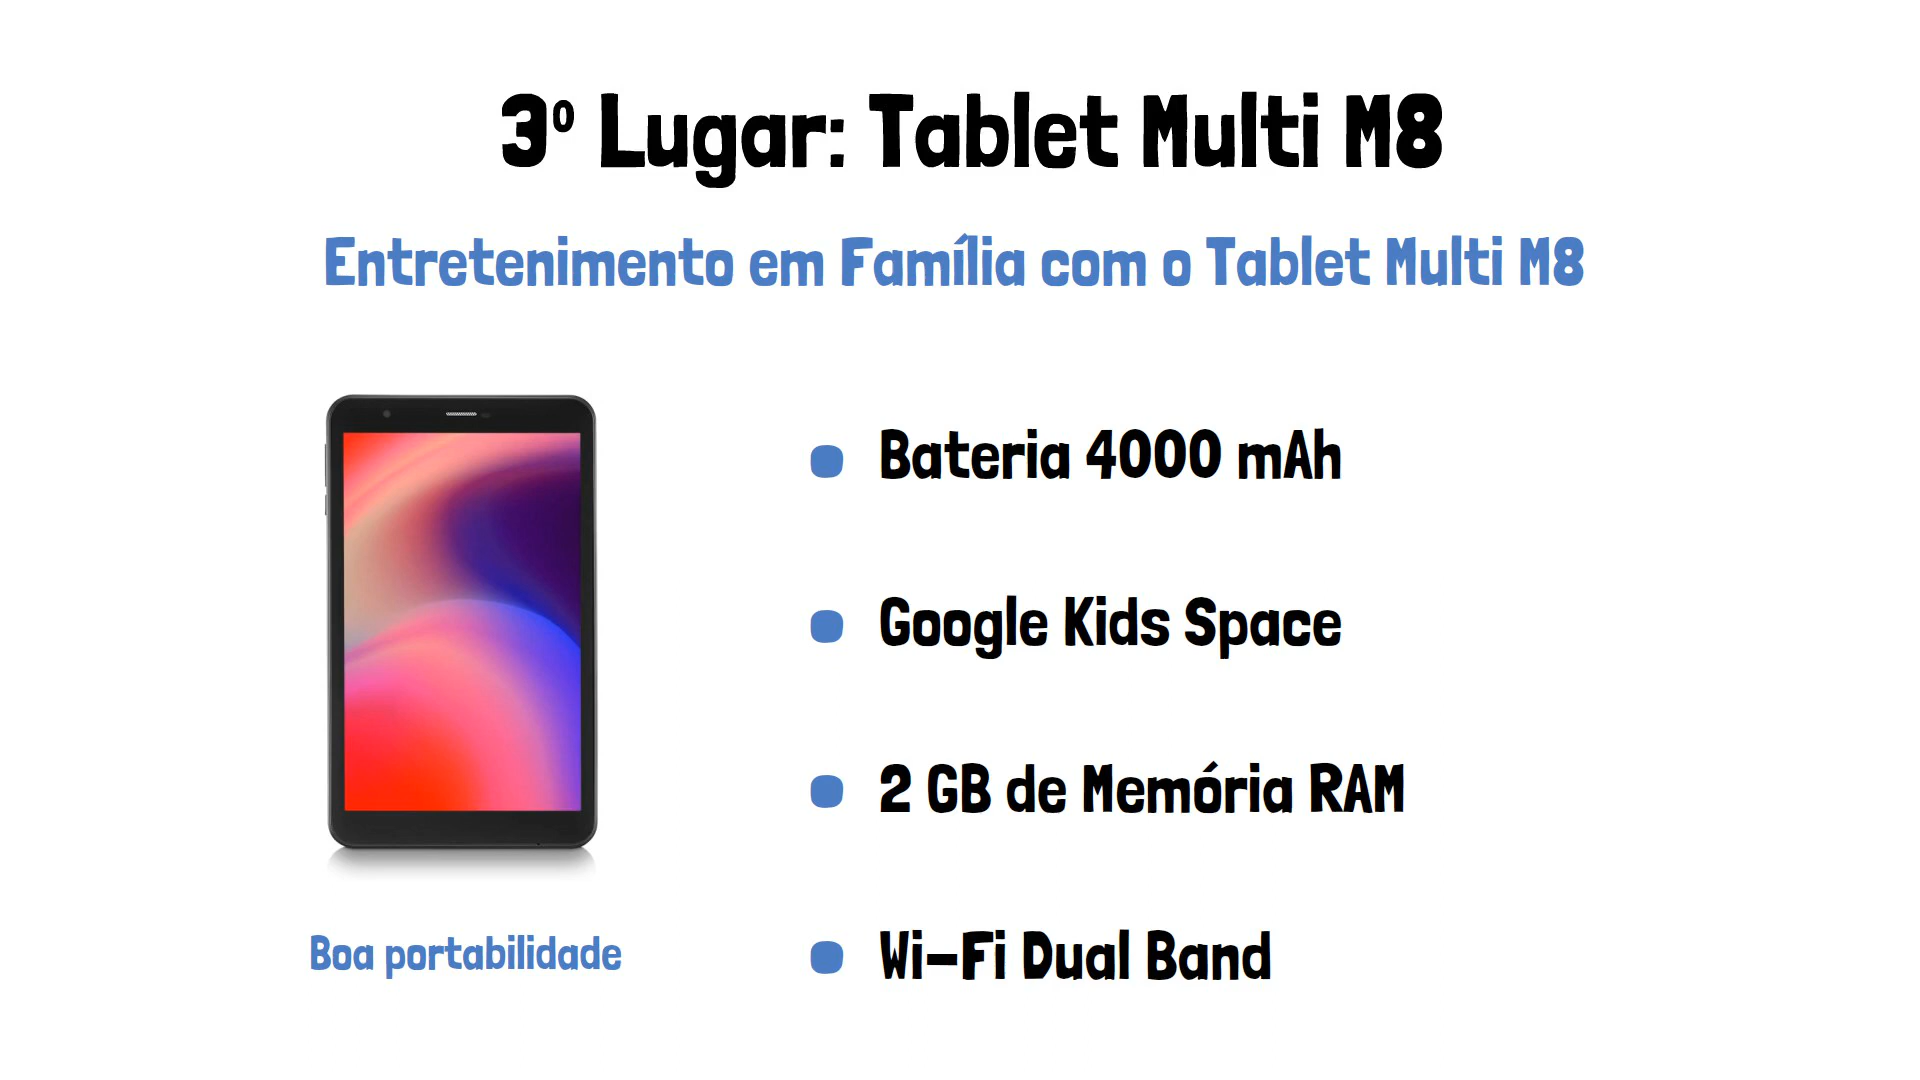 3º Lugar: Tablet Multi M8
Entretenimento em Família com o Tablet Multi M8
Bateria 4000 mAh
Google Kids Space
2 GB de Memória RAM
Wi-Fi Dual Band
Boa portabilidade